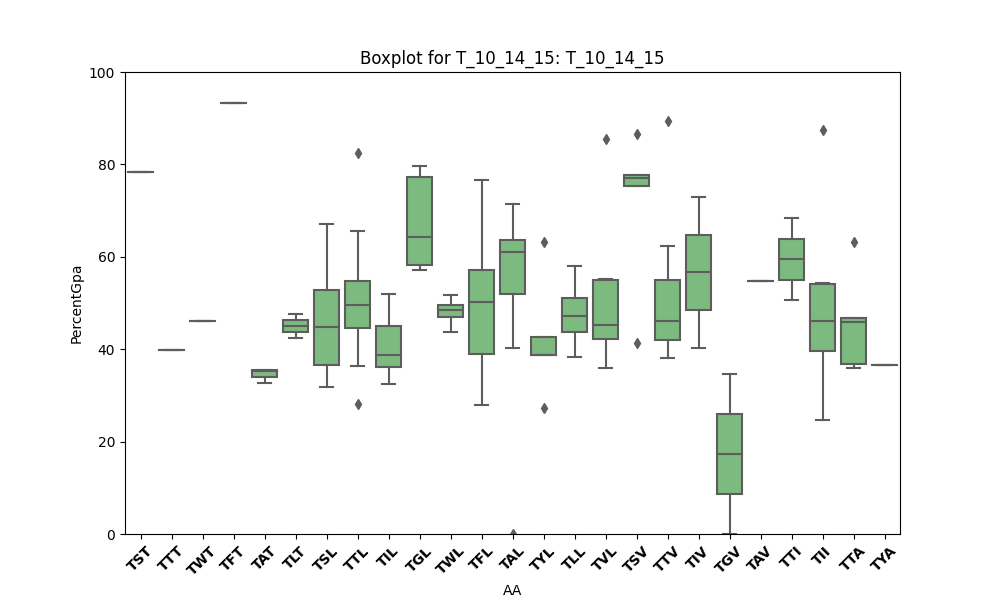 Boxplot for T_10_14_15: T_10_14_15
PercentGpa
100
80
60
40
20
0
TST TTT TWT TFT TAT TLT TSL TTL TIL TGL TWL TFL TAL TYL TLL TVL TSV TTV TIV TGV TAV TTI TII TTA TYA
AA